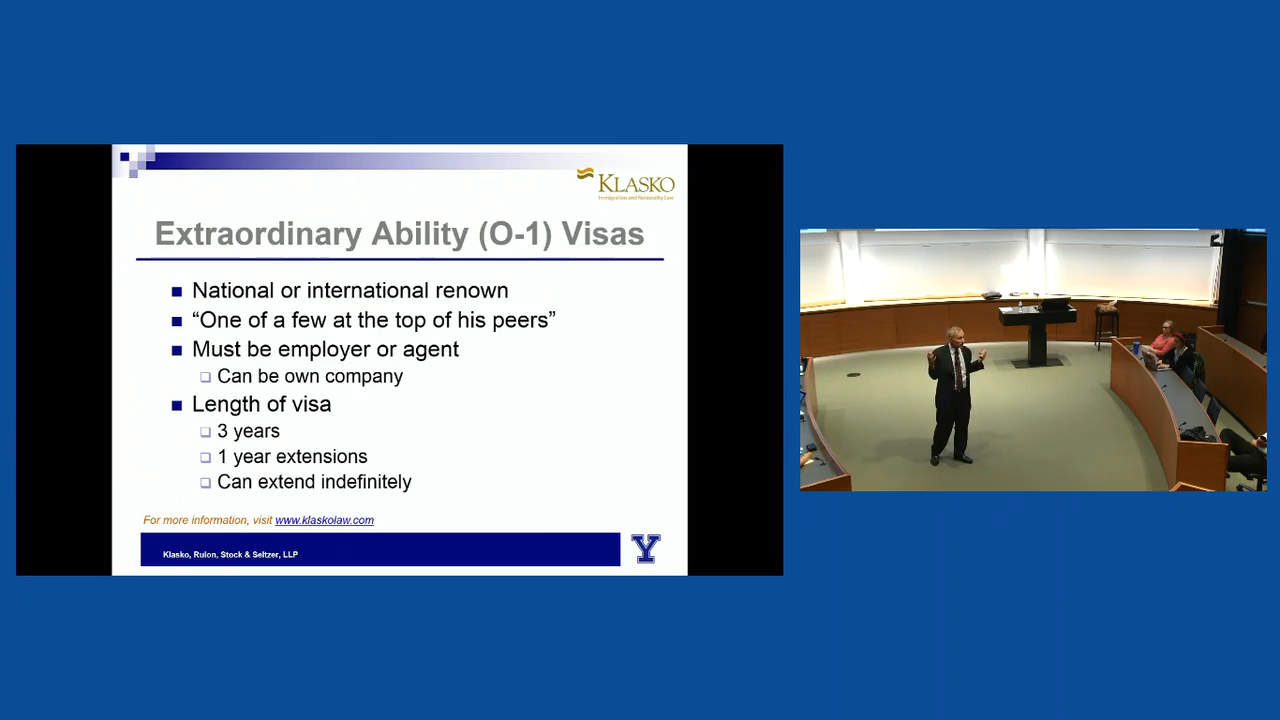 KLASKO
Immigration and Nationality Law
Extraordinary Ability (O-1) Visas
National or international renown
“One of a few at the top of his peers”
Must be employer or agent
Can be own company
Length of visa
3 years
1 year extensions
Can extend indefinitely
For more information, visit www.klaskolaw.com
Klasko, Rulon, Stock & Seltzer, LLP
Y